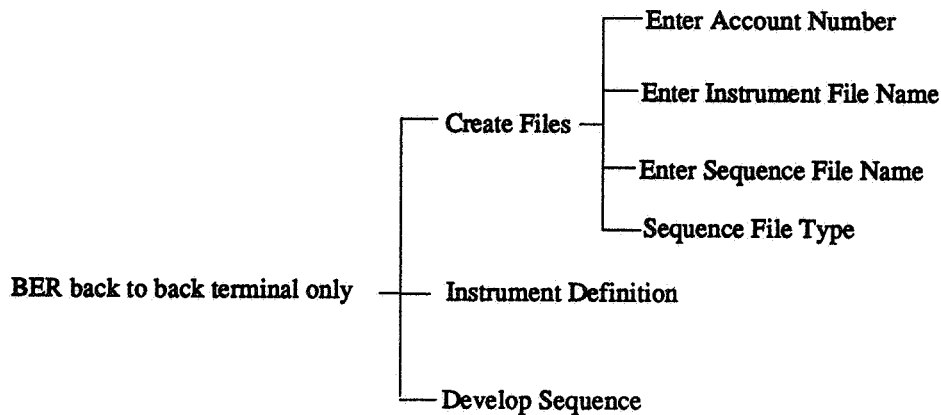 Enter Account Number
Enter Instrument File Name
Create Files
Enter Sequence File Name
Sequence File Type
BER back to back terminal only
Instrument Definition
Develop Sequence